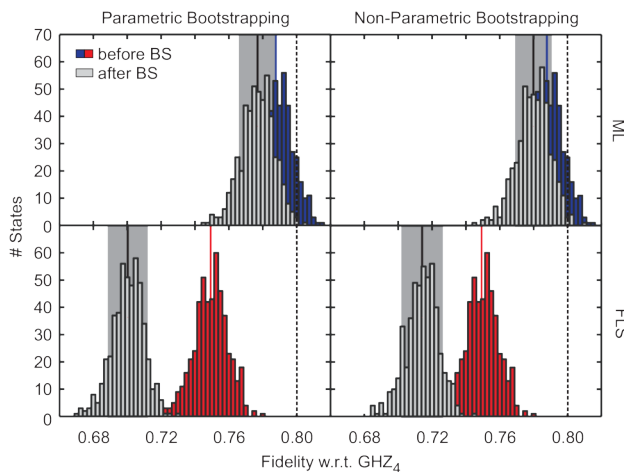 Parametric Bootstrapping
Non-Parametric Bootstrapping
before BS
after BS
# States
70
60
50
40
30
20
10
0
60
50
40
30
20
10
0
ML
FLS
0.68
0.72
0.76
0.80
0.68
0.72
0.76
0.80
Fidelity w.r.t. GHZ4